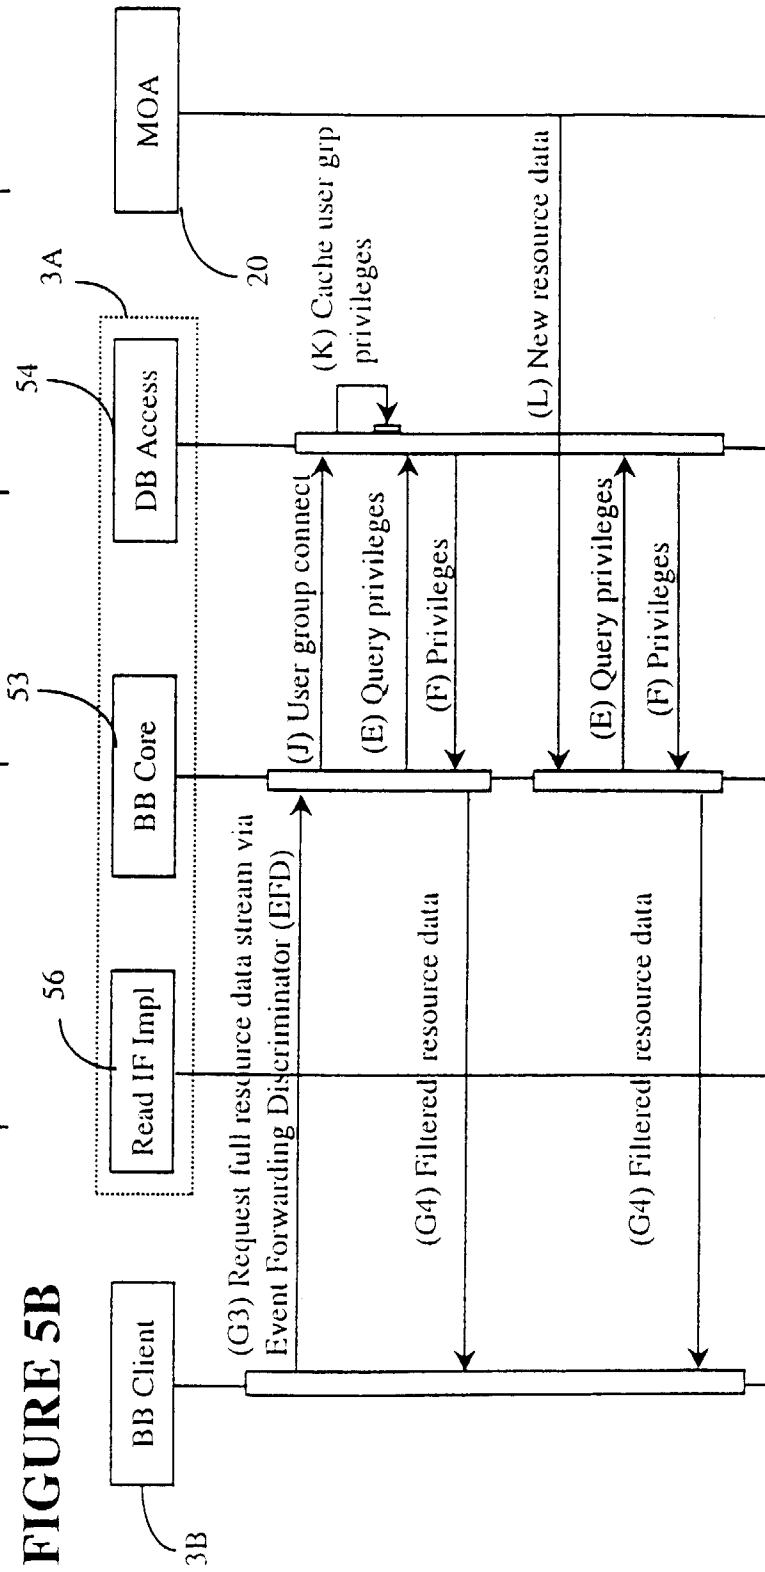 FIGURE 5B
3A
56
53
54
BB Client
Read IF Impl
BB Core
DB Access
MOA
3B
20
(G3) Request full resource data stream via
Event Forwarding Discriminator (EFD)
(J) User group connect
(K) Cache user grp
privileges
(E) Query privileges
(F) Privileges
(G4) Filtered resource data
(L) New resource data
(E) Query privileges
(F) Privileges
(G4) Filtered resource data